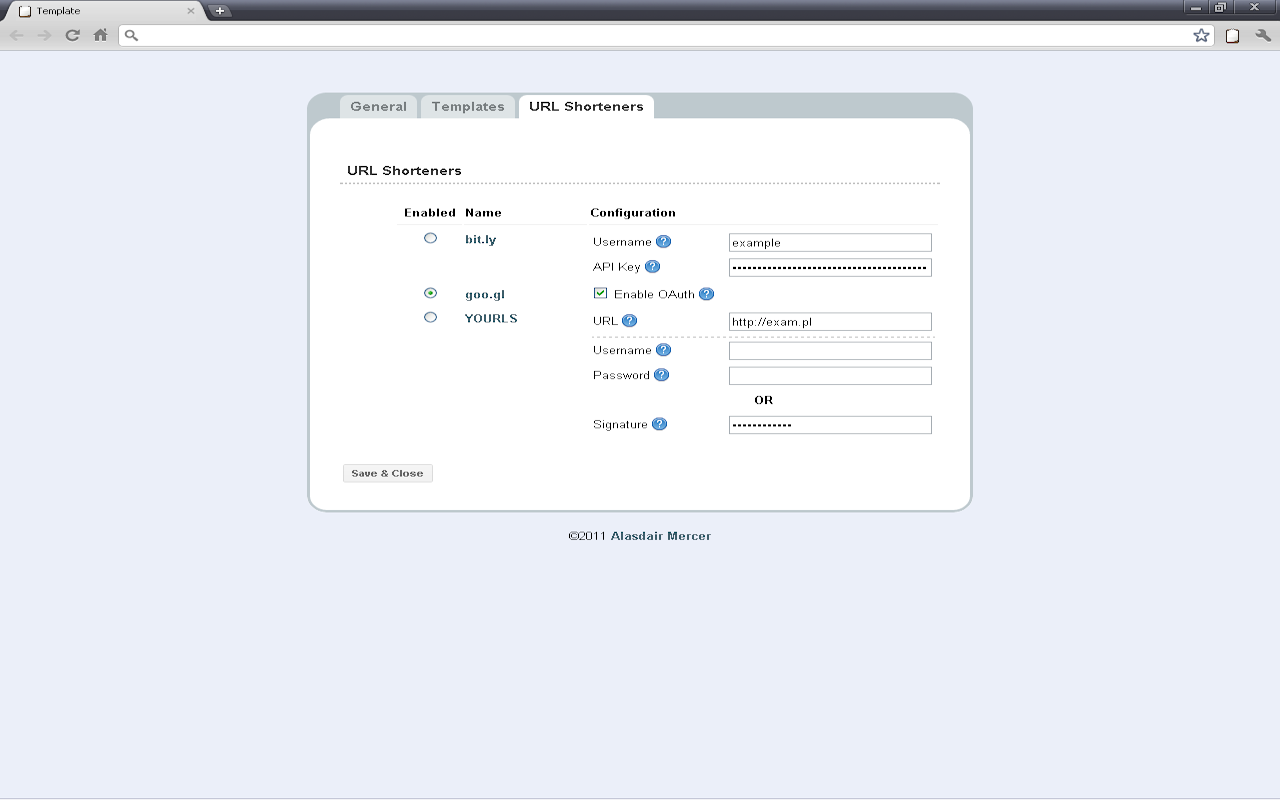 Template
General Templates URL Shorteners
URL Shorteners
Enabled Name Configuration
bit.ly Username ? example
API Key ?
goo.gl Enable OAuth ?
YOURLS URL ? http://exam.pl
Username ?
Password ?
OR
Signature ?
Save & Close
©2011 Alasdair Mercer